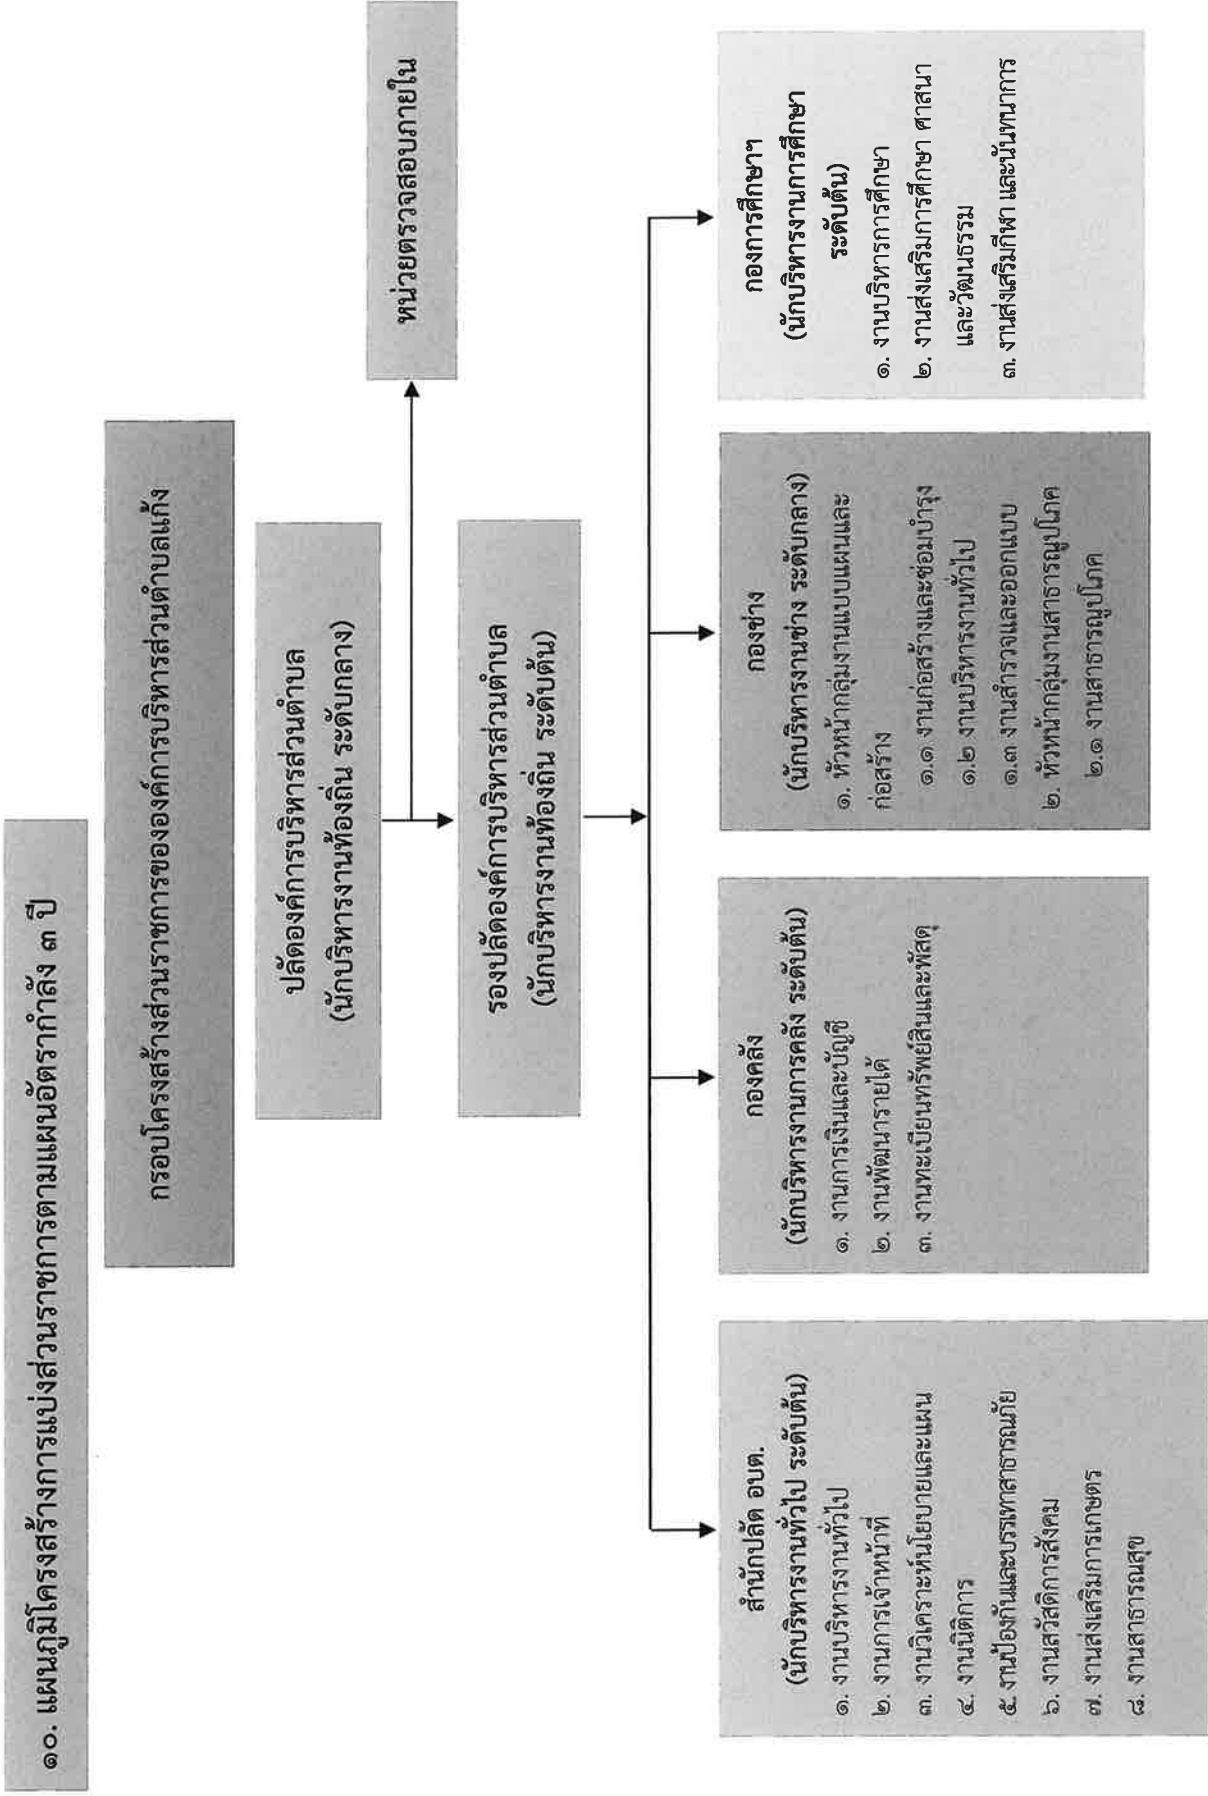 ๑๐. แผนภูมิโครงสร้างการแบ่งส่วนราชการตามแผนอัตรากำลัง ๓ ปี
กรอบโครงสร้างส่วนราชการขององค์การบริหารส่วนตำบลแก้ง
ปลัดองค์การบริหารส่วนตำบล
(นักบริหารงานท้องถิ่น ระดับกลาง)
หน่วยตรวจสอบภายใน
รองปลัดองค์การบริหารส่วนตำบล
(นักบริหารงานท้องถิ่น ระดับต้น)
สำนักปลัด อบต.
(นักบริหารงานทั่วไป ระดับต้น)
๑. งานบริหารงานทั่วไป
๒. งานการเจ้าหน้าที่
๓. งานวิเคราะห์นโยบายและแผน
๔. งานนิติการ
๕. งานป้องกันและบรรเทาสาธารณภัย
๖. งานสวัสดิการสังคม
๗. งานส่งเสริมการเกษตร
๘. งานสาธารณสุข
กองคลัง
(นักบริหารงานการคลัง ระดับต้น)
๑. งานการเงินและบัญชี
๒. งานพัฒนารายได้
๓. งานทะเบียนทรัพย์สินและพัสดุ
กองช่าง
(นักบริหารงานช่าง ระดับกลาง)
๑. หัวหน้ากลุ่มงานแบบแผนและ
ก่อสร้าง
๑.๑ งานก่อสร้างและซ่อมบำรุง
๑.๒ งานบริหารงานทั่วไป
๑.๓ งานสำรวจและออกแบบ
๒. หัวหน้ากลุ่มงานสาธารณูปโภค
๒.๑ งานสาธารณูปโภค
กองการศึกษาฯ
(นักบริหารงานการศึกษา
ระดับต้น)
๑. งานบริหารการศึกษา
๒. งานส่งเสริมการศึกษา ศาสนา
และวัฒนธรรม
๓. งานส่งเสริมกีฬา และนันทนาการ